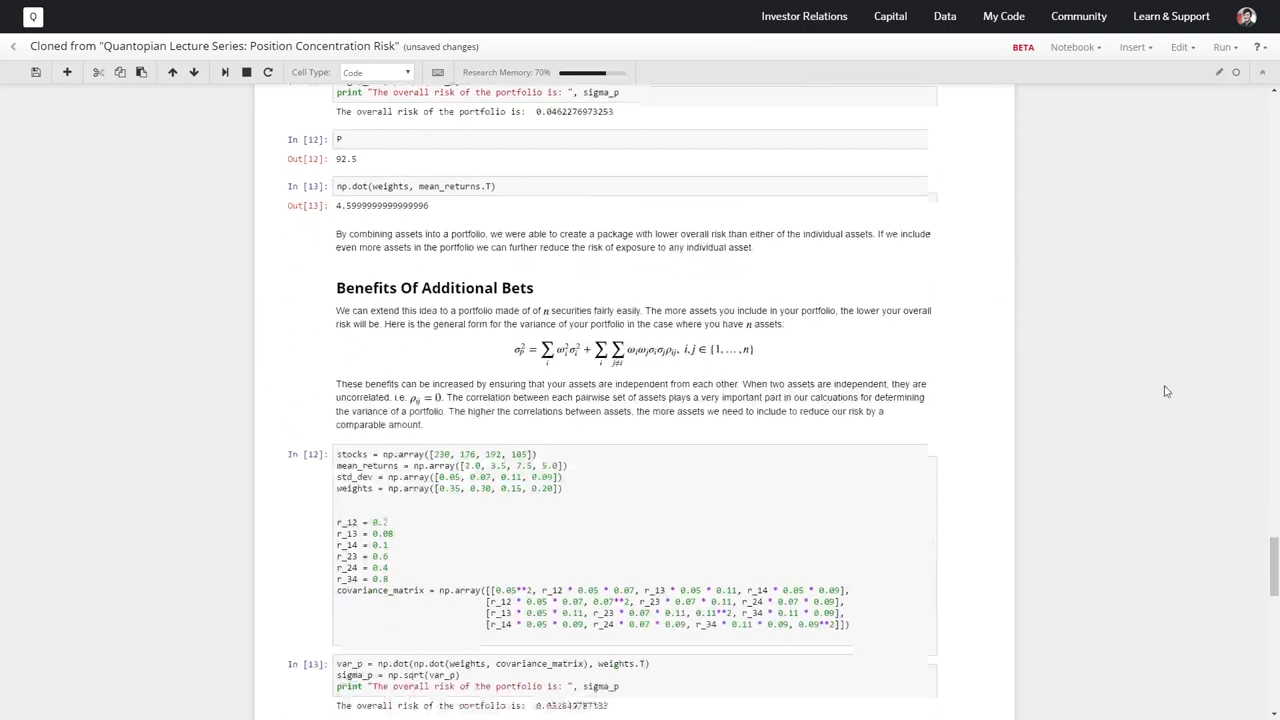 Q
Investor Relations Capital Data My Code Community Learn & Support
Cloned from "Quantopian Lecture Series: Position Concentration Risk" (unsaved changes)
BETA Notebook Insert Edit Run ?
Cell Type: Code Research Memory: 70%
print "The overall risk of the portfolio is: ", sigma_p
The overall risk of the portfolio is: 0.0462276973253
In [12]: P
Out[12]: 92.5
In [13]: np.dot(weights, mean_returns.T)
Out[13]: 4.5999999999999996
By combining assets into a portfolio, we were able to create a package with lower overall risk than either of the individual assets. If we include
even more assets in the portfolio we can further reduce the risk of exposure to any individual asset.
Benefits Of Additional Bets
We can extend this idea to a portfolio made of of n securities fairly easily. The more assets you include in your portfolio, the lower your overall
risk will be. Here is the general form for the variance of your portfolio in the case where you have n assets:
σ_p^2 = ∑_i ω_i^2 σ_i^2 + ∑_i ∑_{j≠i} ω_i ω_j σ_i σ_j ρ_ij, i, j ∈ {1, … , n}
These benefits can be increased by ensuring that your assets are independent from each other. When two assets are independent, they are
uncorrelated, i.e. ρ_ij = 0. The correlation between each pairwise set of assets plays a very important part in our calcuations for determining
the variance of a portfolio. The higher the correlations between assets, the more assets we need to include to reduce our risk by a
comparable amount.
In [12]: stocks = np.array([230, 176, 192, 105])
mean_returns = np.array([2.0, 3.5, 7.5, 5.0])
std_dev = np.array([0.05, 0.07, 0.11, 0.09])
weights = np.array([0.35, 0.30, 0.15, 0.20])
r_12 = 0.2
r_13 = 0.08
r_14 = 0.1
r_23 = 0.6
r_24 = 0.4
r_34 = 0.8
covariance_matrix = np.array([[0.05**2, r_12 * 0.05 * 0.07, r_13 * 0.05 * 0.11, r_14 * 0.05 * 0.09],
[r_12 * 0.05 * 0.07, 0.07**2, r_23 * 0.07 * 0.11, r_24 * 0.07 * 0.09],
[r_13 * 0.05 * 0.11, r_23 * 0.07 * 0.11, 0.11**2, r_34 * 0.11 * 0.09],
[r_14 * 0.05 * 0.09, r_24 * 0.07 * 0.09, r_34 * 0.11 * 0.09, 0.09**2]])
In [13]: var_p = np.dot(np.dot(weights, covariance_matrix), weights.T)
sigma_p = np.sqrt(var_p)
print "The overall risk of the portfolio is: ", sigma_p
The overall risk of the portfolio is: